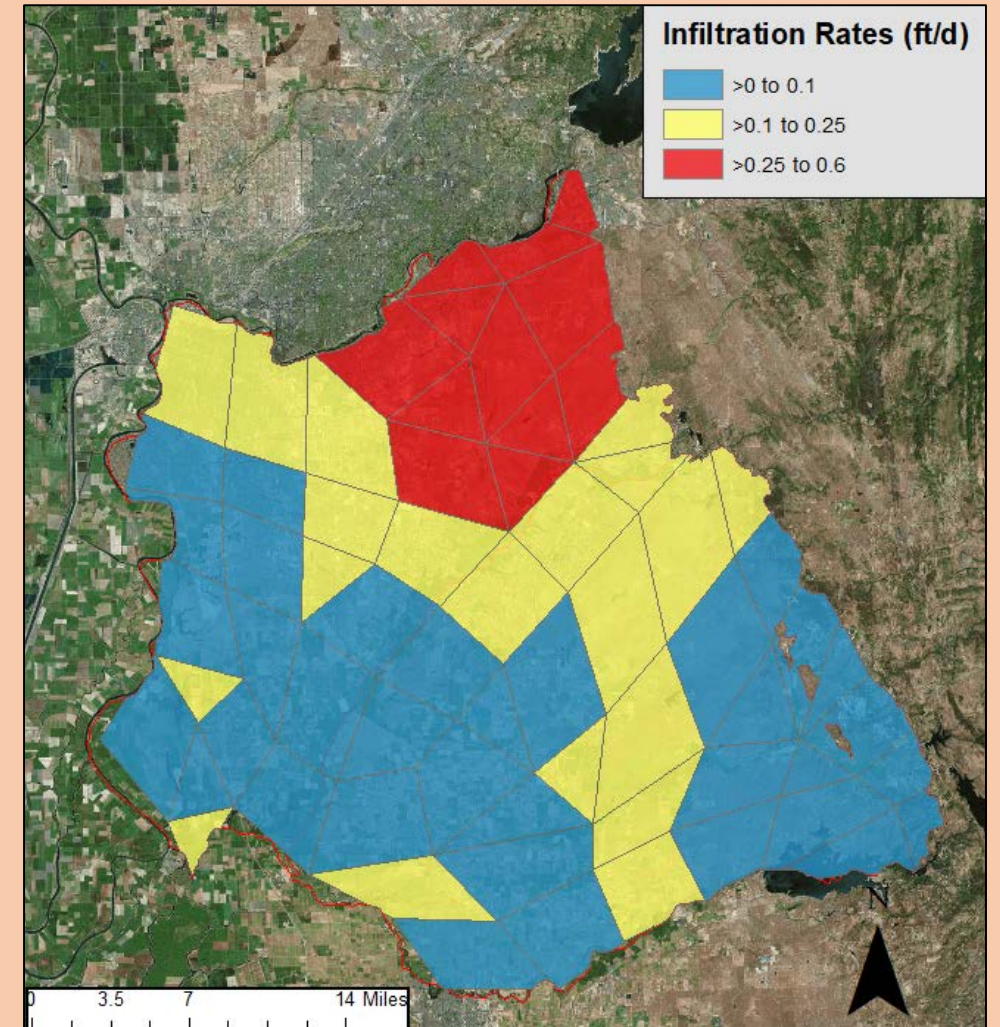 Infiltration Rates (ft/d)
>0 to 0.1
>0.1 to 0.25
>0.25 to 0.6
N
0 3.5 7 14 Miles